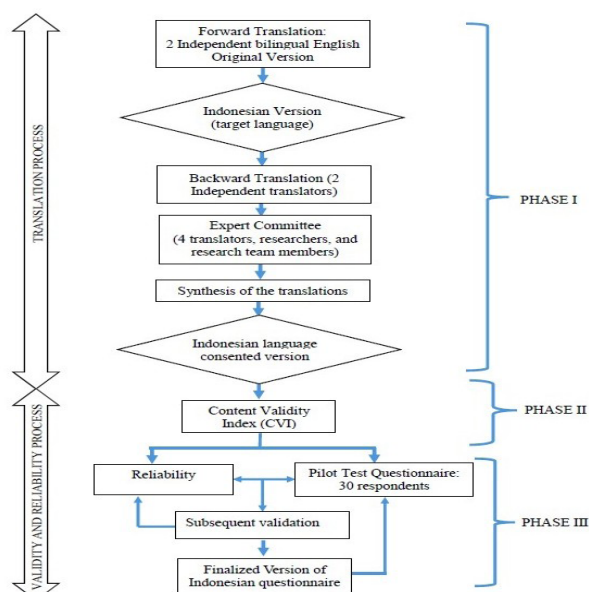 Forward Translation:
2 Independent bilingual English
Original Version
Indonesian Version
(target language)
Backward Translation (2
Independent translators)
Expert Committee
(4 translators, researchers, and
research team members)
Synthesis of the translations
Indonesian language
consented version
TRANSLATION PROCESS
PHASE I
Content Validity
Index (CVI)
PHASE II
Reliability
Pilot Test Questionnaire:
30 respondents
Subsequent validation
Finalized Version of
Indonesian questionnaire
VALIDITY AND RELIABILITY PROCESS
PHASE III